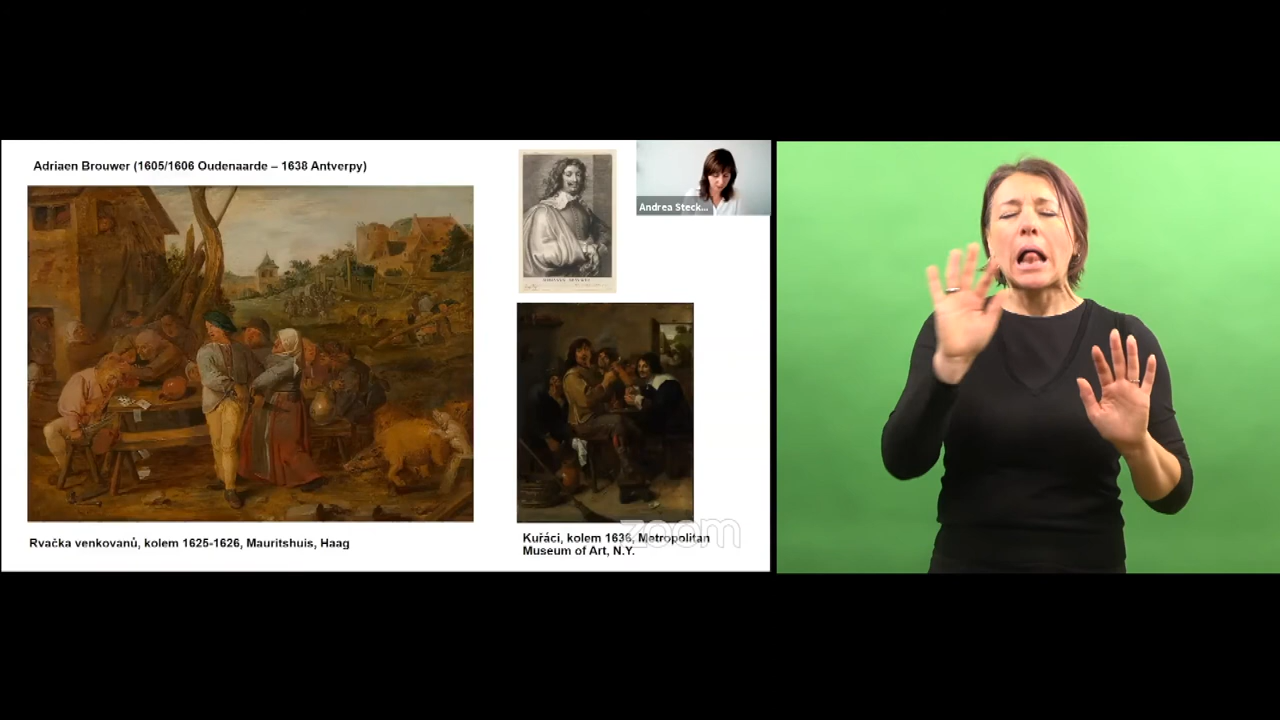 Adriaen Brouwer (1605/1606 Oudenaarde – 1638 Antverpy)
Andrea Steck...
Rvačka venkovanů, kolem 1625-1626, Mauritshuis, Haag
Kuřáci, kolem 1636, Metropolitan
Museum of Art, N.Y.
zoom